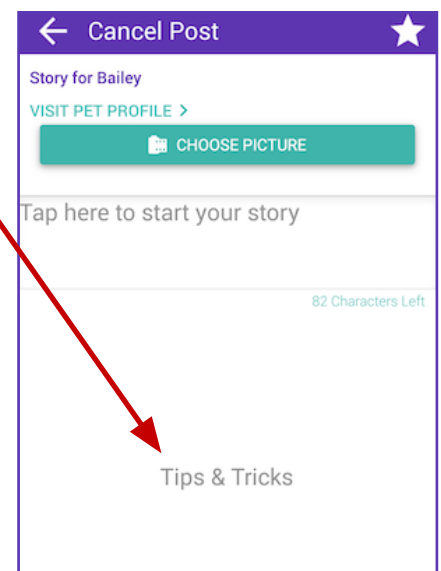 Cancel Post
Story for Bailey
VISIT PET PROFILE >
CHOOSE PICTURE
Tap here to start your story
82 Characters Left
Tips & Tricks